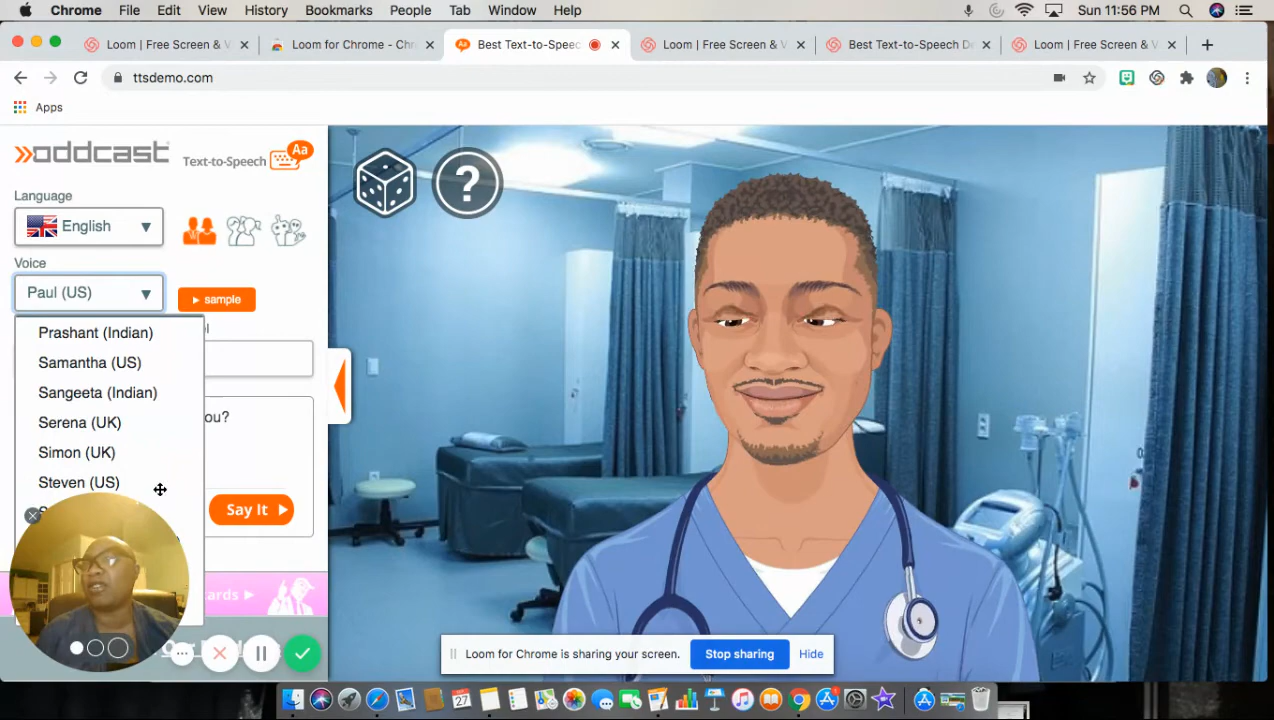 Chrome File Edit View History Bookmarks People Tab Window Help Sun 11:56 PM
Loom | Free Screen & V Loom for Chrome - Chr Best Text-to-Speec Loom | Free Screen & V Best Text-to-Speech De Loom | Free Screen & V
ttsdemo.com
Apps
oddcast Text-to-Speech Aa
Language
English
Voice
Paul (US)
sample
Prashant (Indian)
Samantha (US)
Sangeeta (Indian)
ou?
Serena (UK)
Simon (UK)
Steven (US)
Say It
ards
Loom for Chrome is sharing your screen. Stop sharing Hide
27